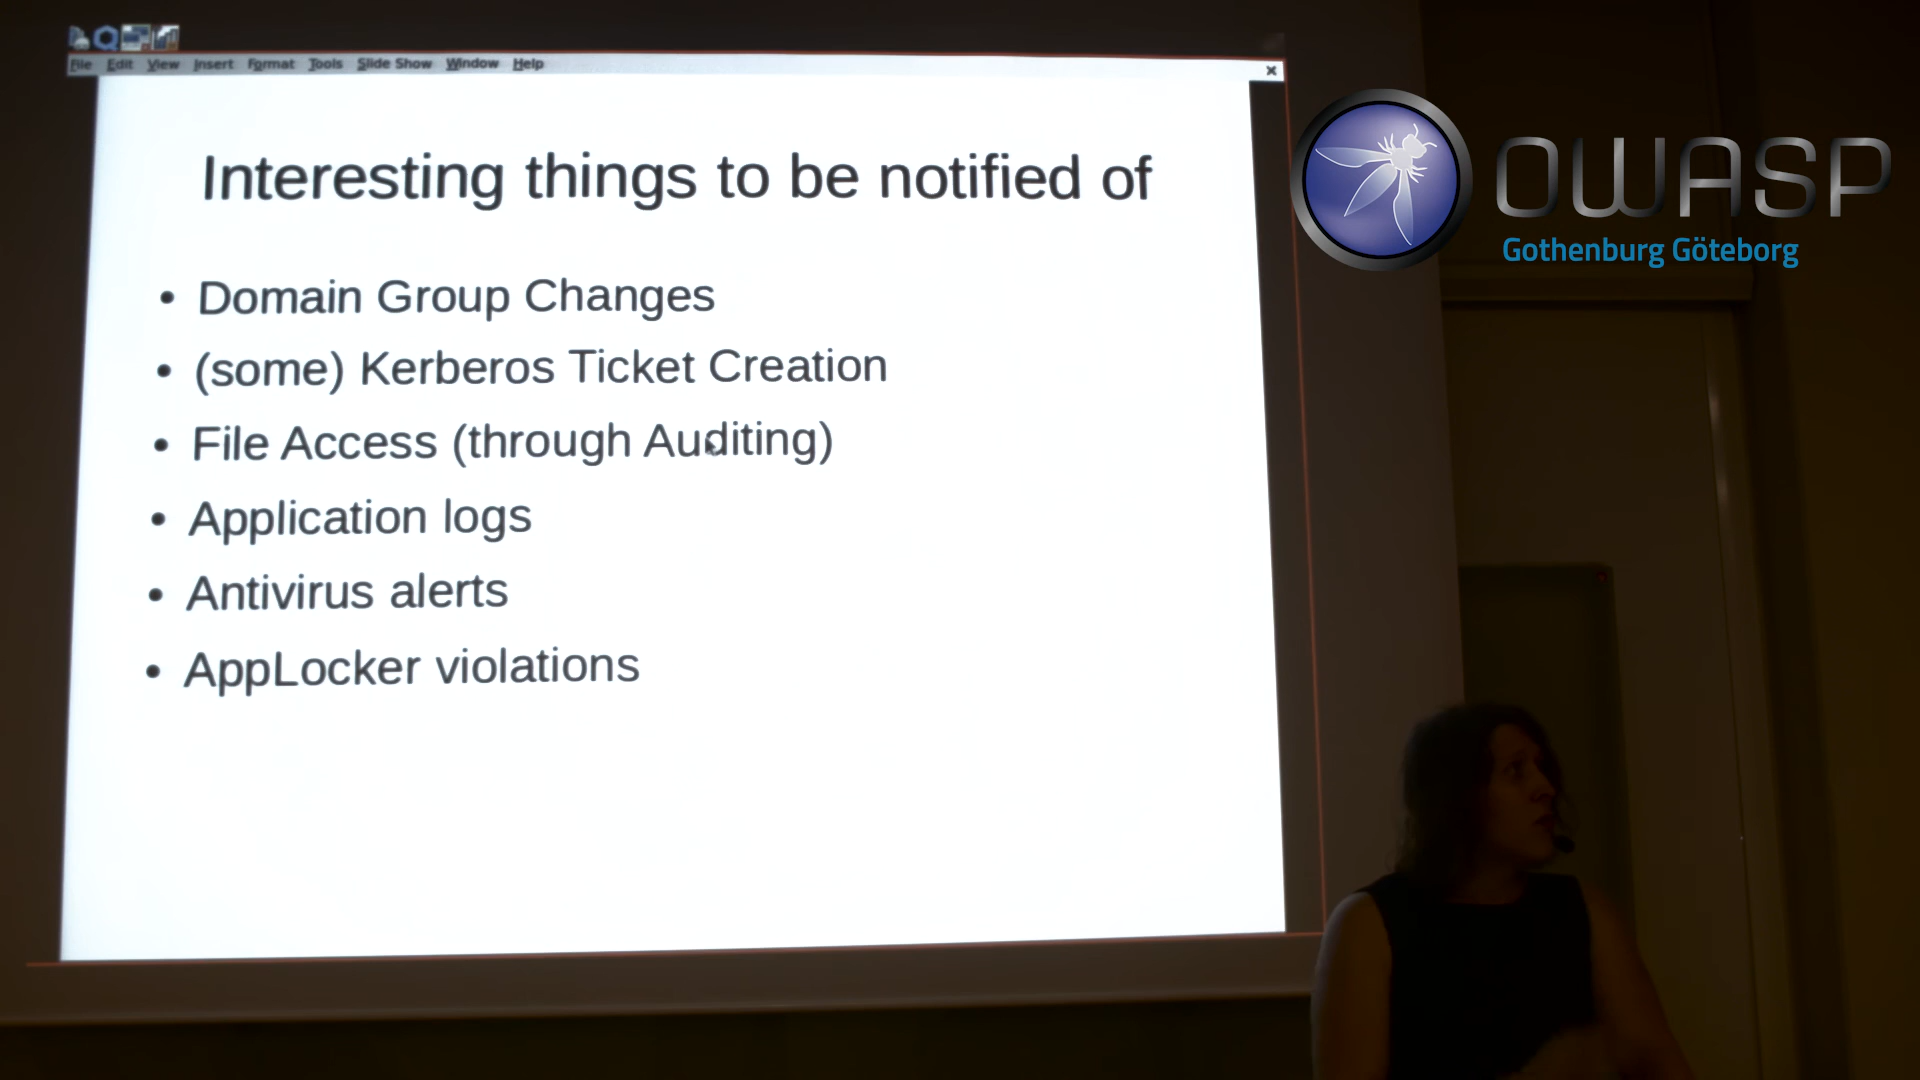 File Edit View Insert Format Tools Slide Show Window Help
Interesting things to be notified of
• Domain Group Changes
• (some) Kerberos Ticket Creation
• File Access (through Auditing)
• Application logs
• Antivirus alerts
• AppLocker violations
OWASP
Gothenburg Göteborg